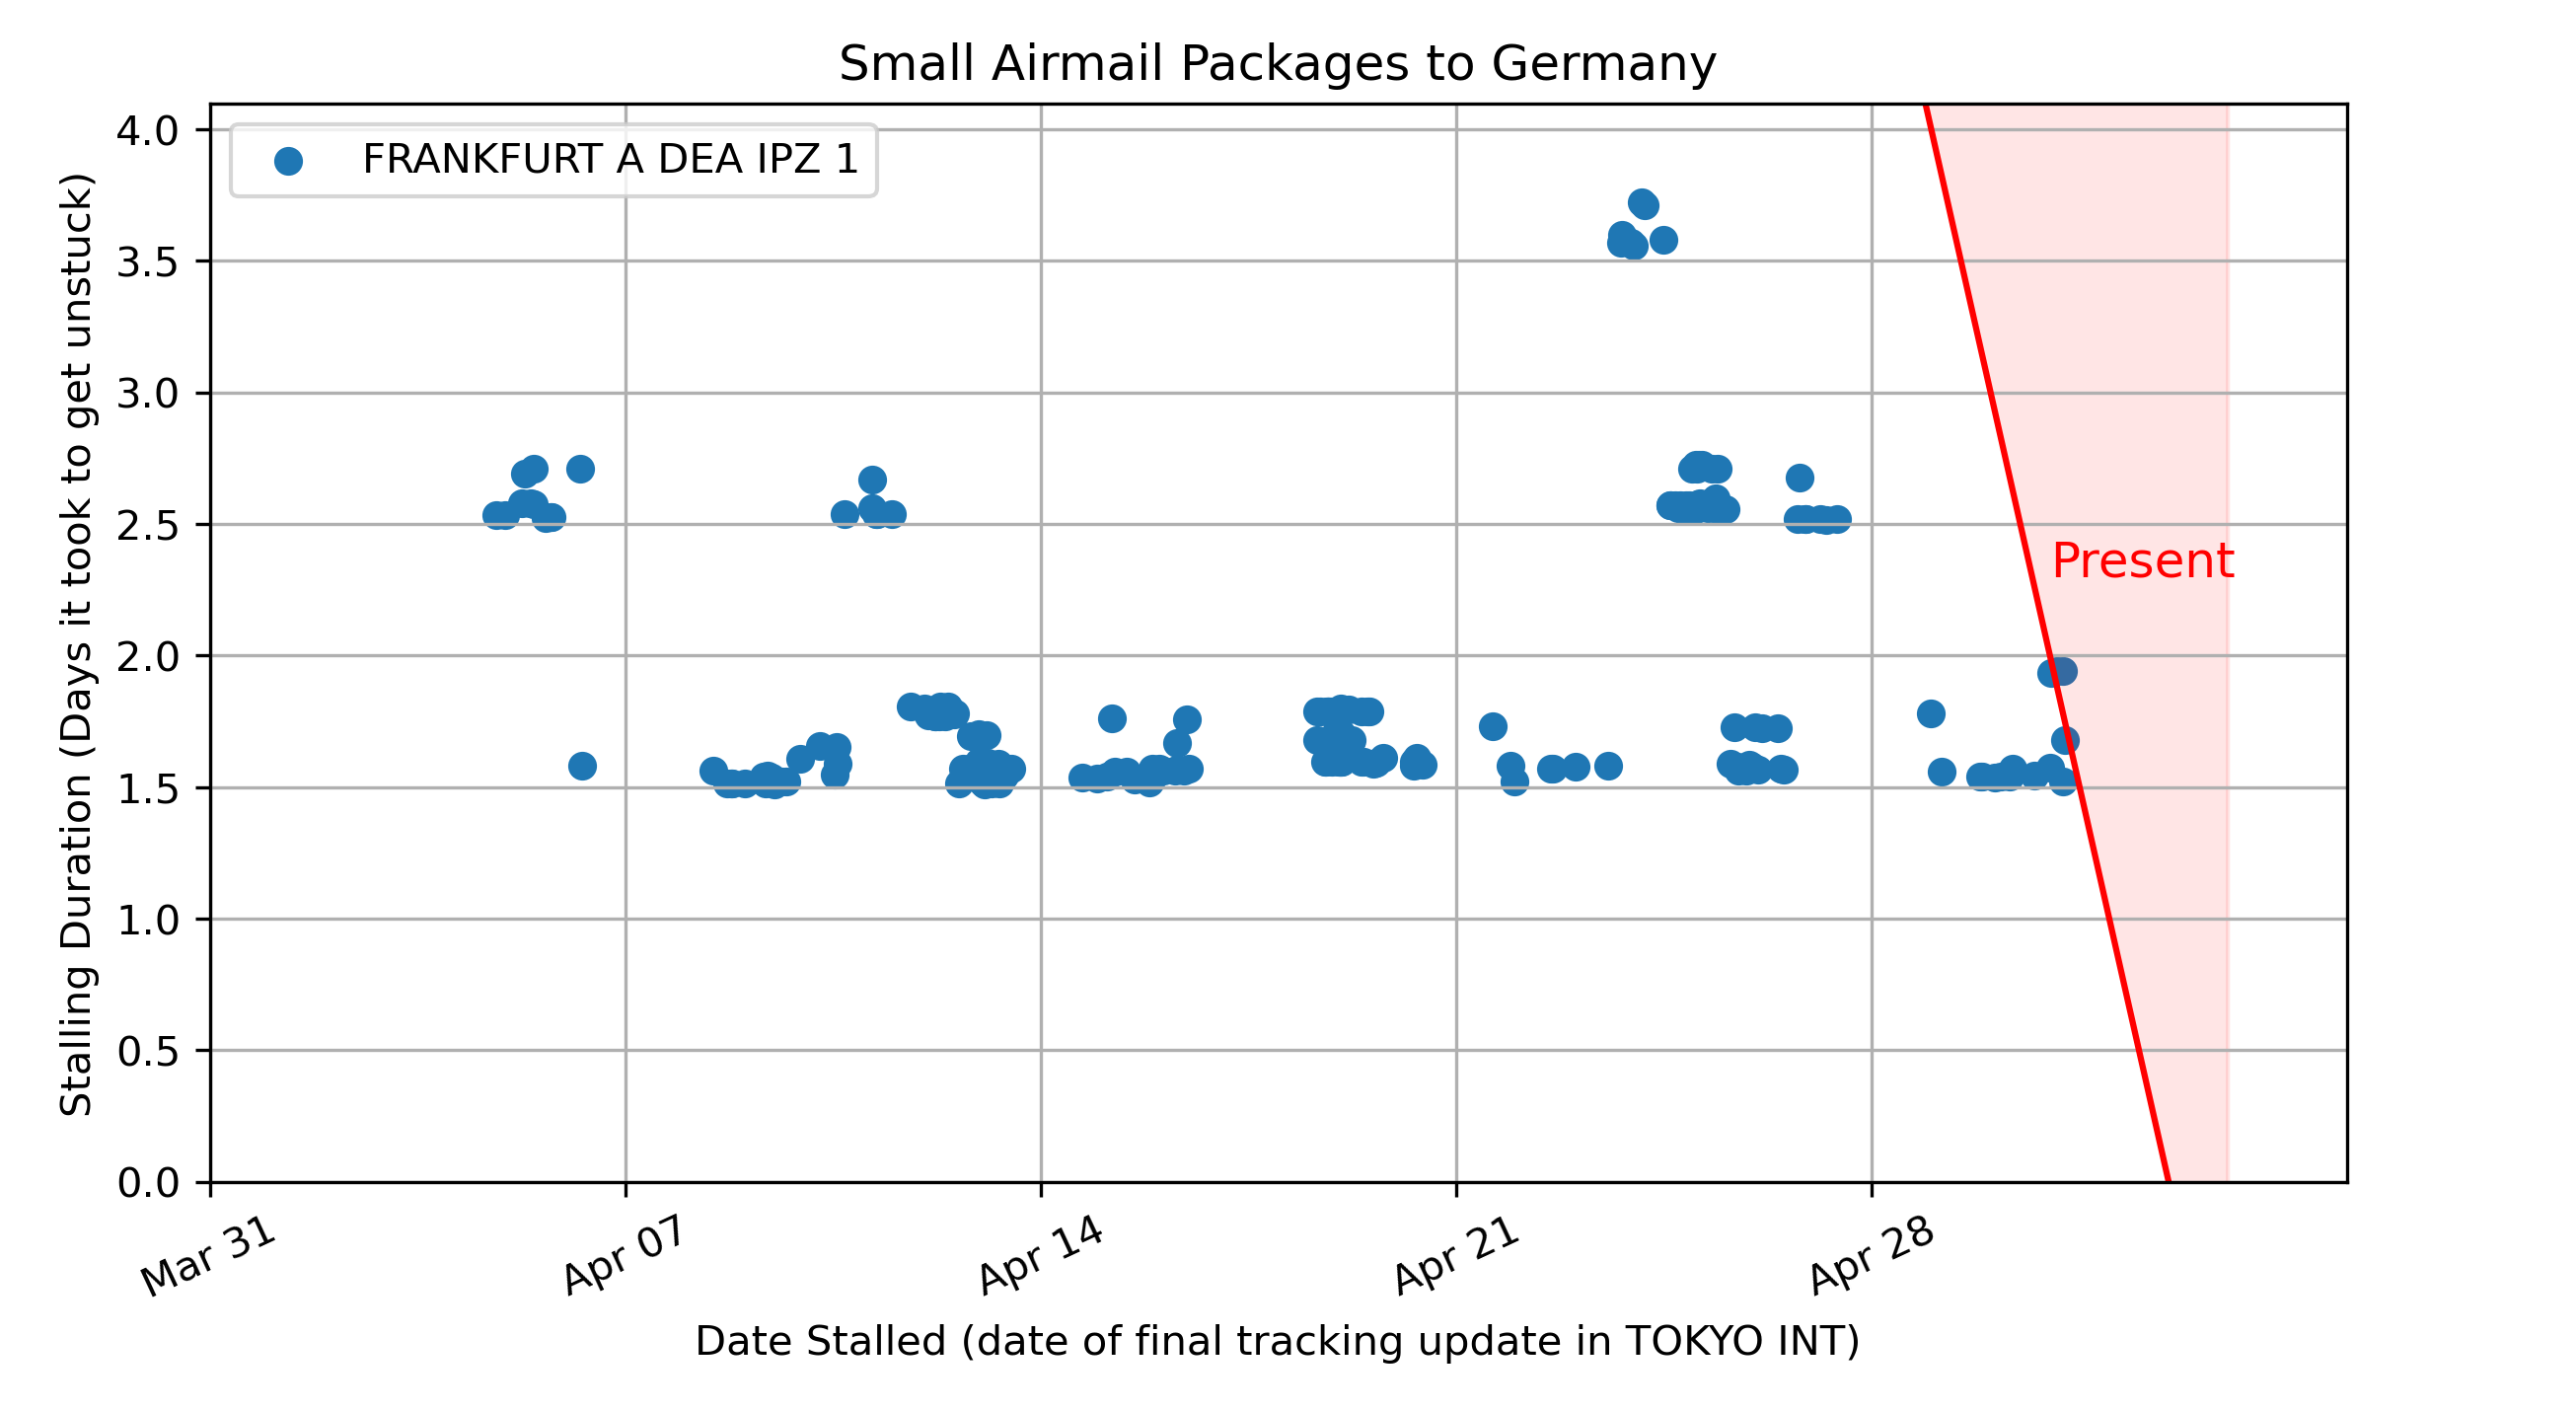 Small Airmail Packages to Germany
FRANKFURT A DEA IPZ 1
Stalling Duration (Days it took to get unstuck)
4.0
3.5
3.0
2.5
2.0
1.5
1.0
0.5
0.0
Present
Mar 31
Apr 07
Apr 14
Apr 21
Apr 28
Date Stalled (date of final tracking update in TOKYO INT)